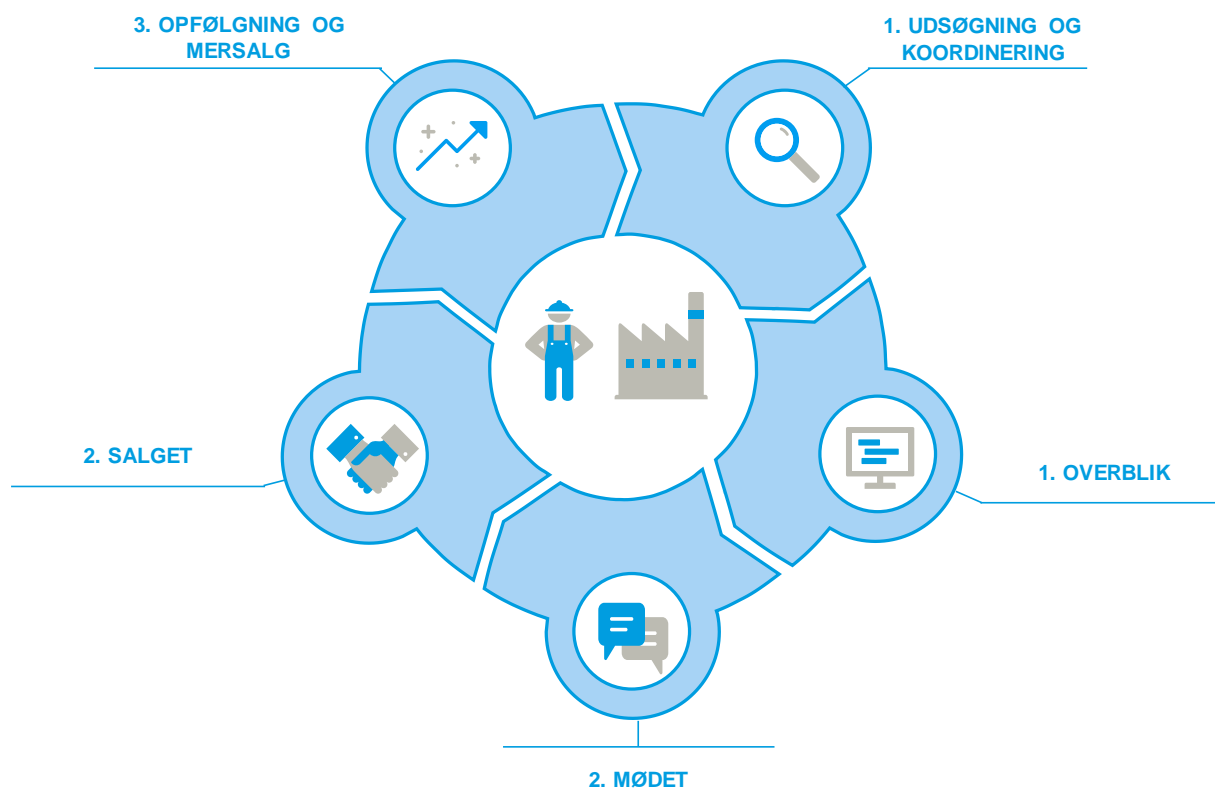 3. OPFØLGNING OG
MERSALG
1. UDSØGNING OG
KOORDINERING
2. SALGET
1. OVERBLIK
2. MØDET